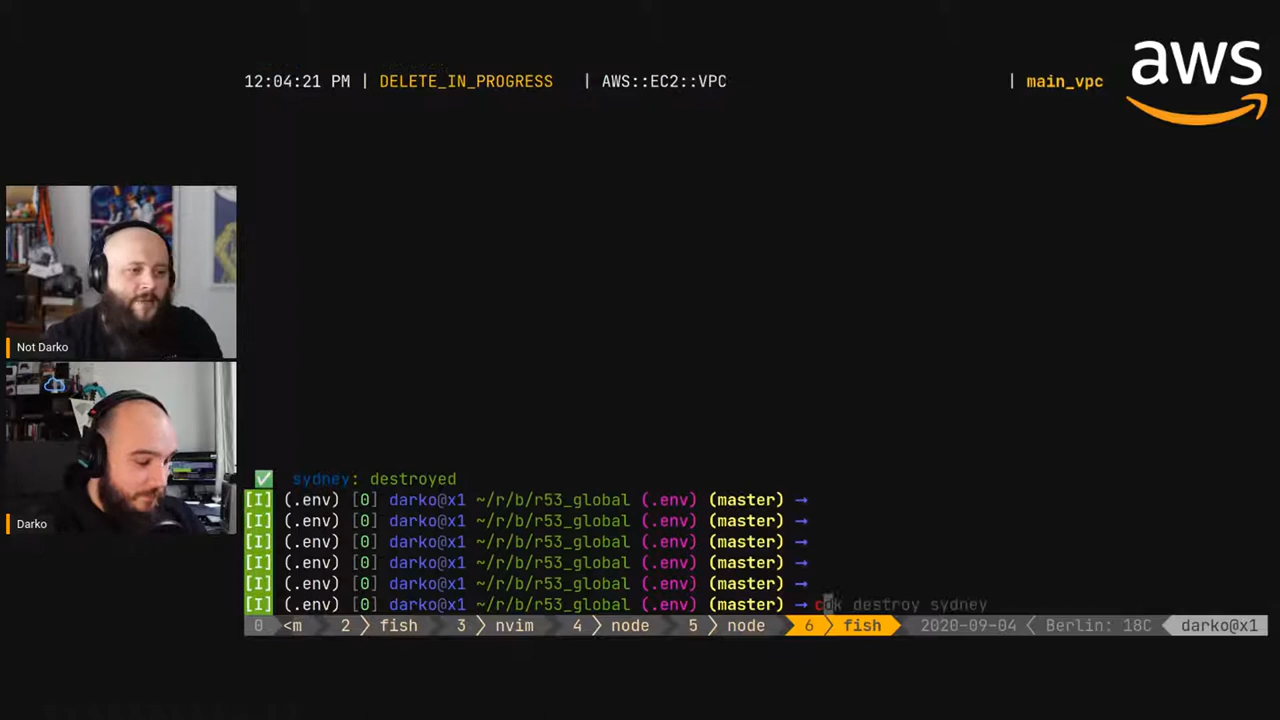 aws
12:04:21 PM | DELETE_IN_PROGRESS | AWS::EC2::VPC | main_vpc
Not Darko
Darko
✅ sydney: destroyed
[I] (.env) [0] darko@x1 ~/r/b/r53_global (.env) (master) →
[I] (.env) [0] darko@x1 ~/r/b/r53_global (.env) (master) →
[I] (.env) [0] darko@x1 ~/r/b/r53_global (.env) (master) →
[I] (.env) [0] darko@x1 ~/r/b/r53_global (.env) (master) →
[I] (.env) [0] darko@x1 ~/r/b/r53_global (.env) (master) →
[I] (.env) [0] darko@x1 ~/r/b/r53_global (.env) (master) → cdk destroy sydney
0 <m 2 > fish 3 > nvim 4 > node 5 > node 6 > fish 2020-09-04 < Berlin: 18C darko@x1